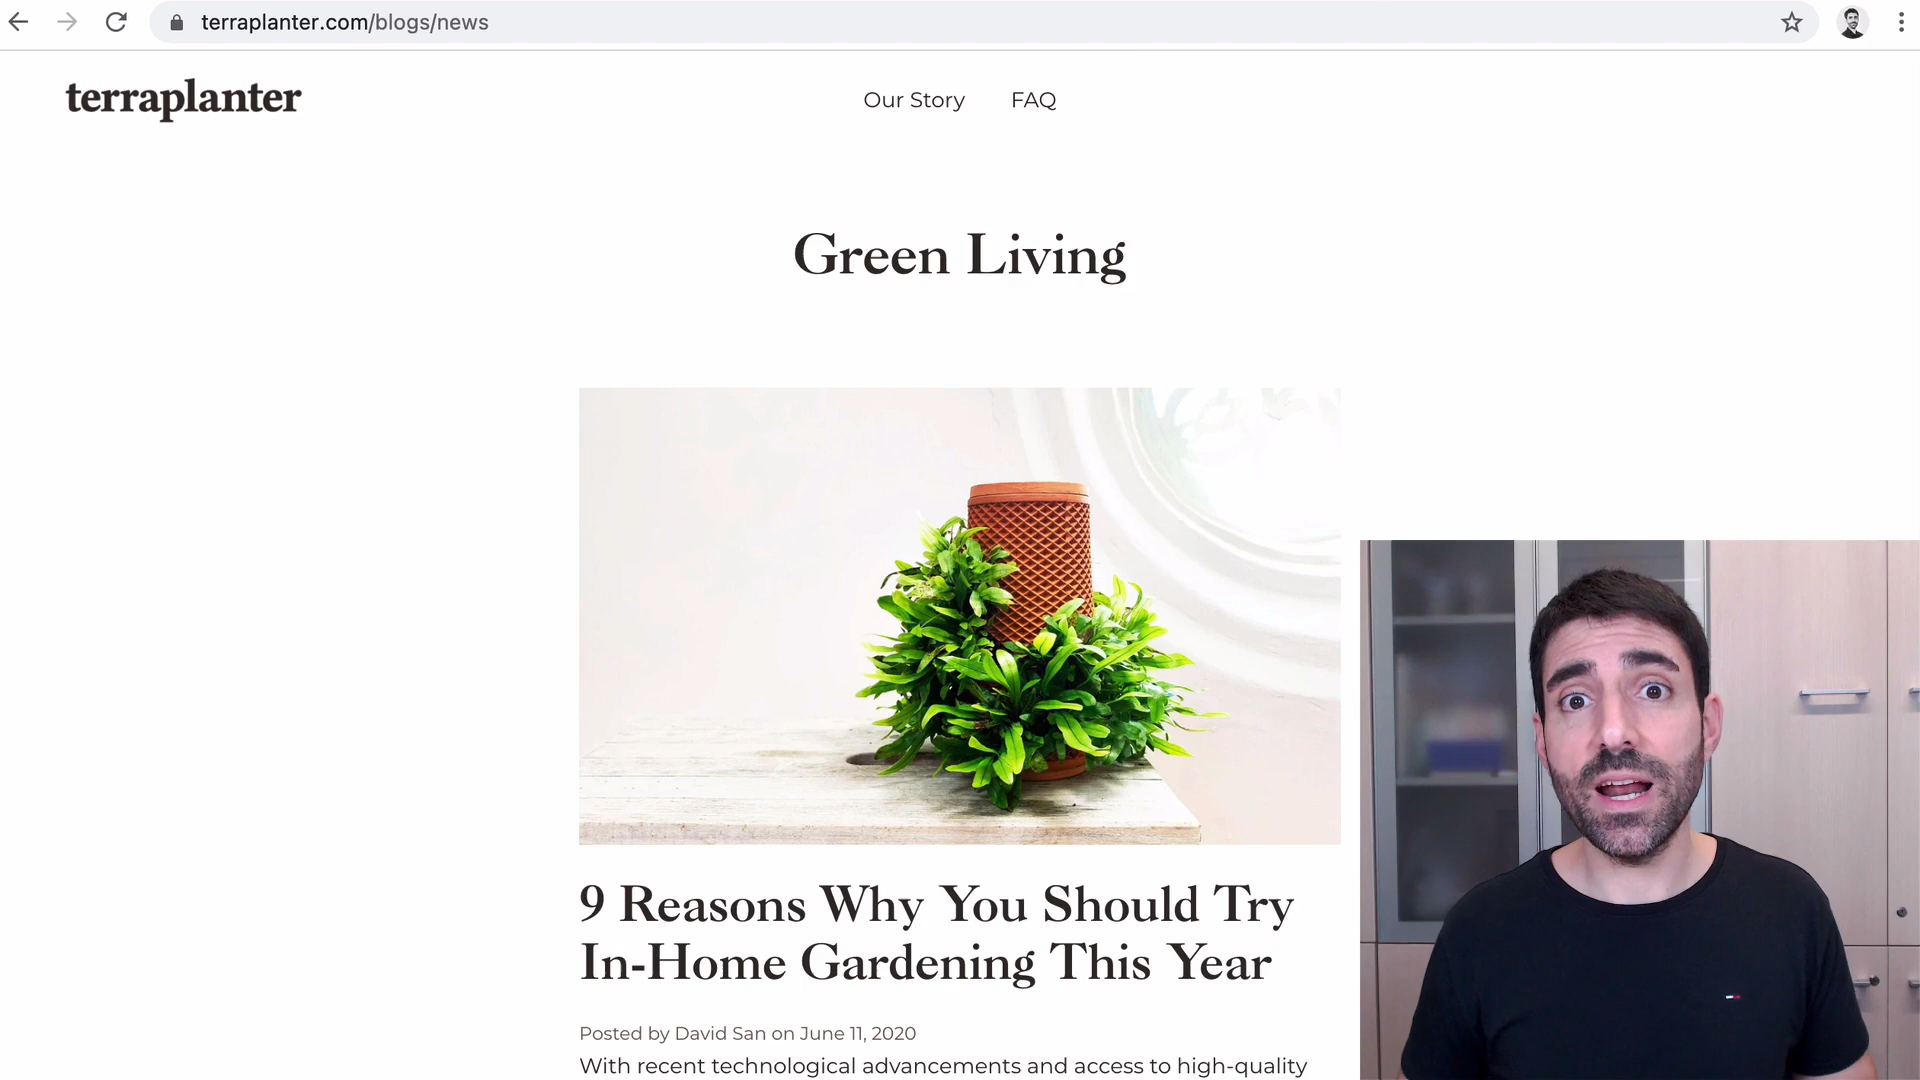 terraplanter.com/blogs/news
terraplanter
Our Story FAQ
Green Living
9 Reasons Why You Should Try
In-Home Gardening This Year
Posted by David San on June 11, 2020
With recent technological advancements and access to high-quality